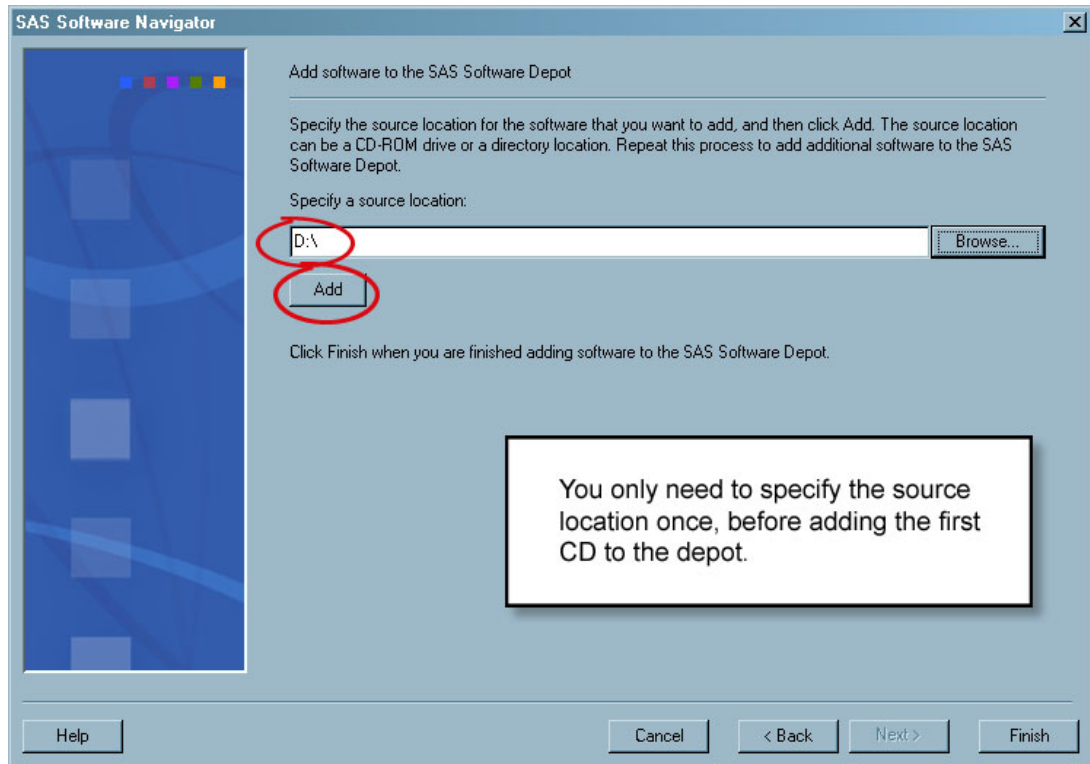 SAS Software Navigator
Add software to the SAS Software Depot
Specify the source location for the software that you want to add, and then click Add. The source location
can be a CD-ROM drive or a directory location. Repeat this process to add additional software to the SAS
Software Depot.
Specify a source location:
D:\
Browse...
Add
Click Finish when you are finished adding software to the SAS Software Depot.
You only need to specify the source
location once, before adding the first
CD to the depot.
Help
Cancel
< Back
Next >
Finish